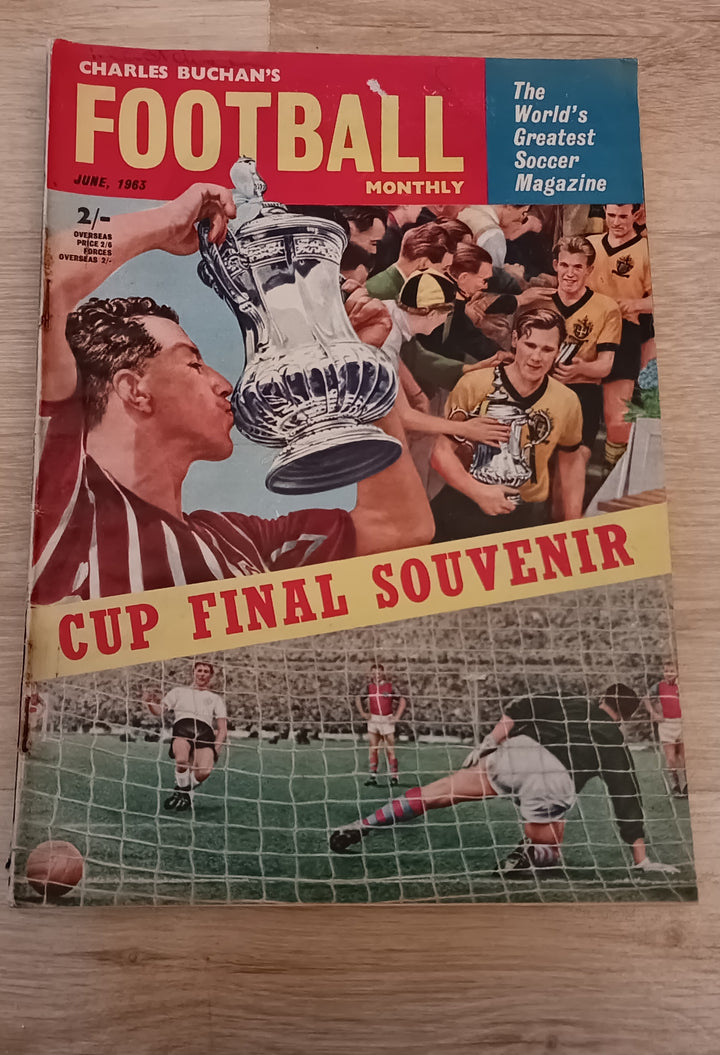 CHARLES BUCHAN'S
FOOTBALL
MONTHLY
JUNE, 1963
The
World's
Greatest
Soccer
Magazine
2/-
OVERSEAS
PRICE 2/6
FORCES
OVERSEAS 2/-
CUP FINAL SOUVENIR